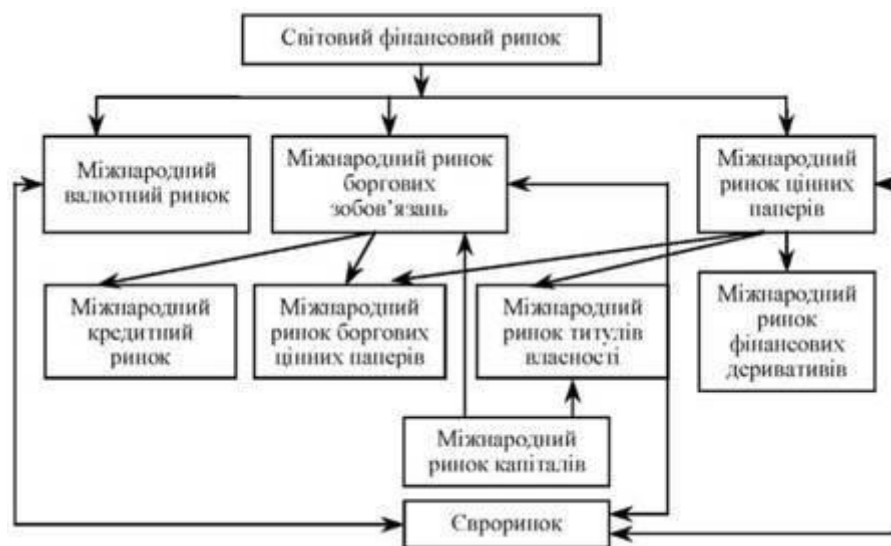 Світовий фінансовий ринок
Міжнародний
валютний ринок
Міжнародний ринок
боргових
зобов’язань
Міжнародний
ринок цінних
паперів
Міжнародний
кредитний
ринок
Міжнародний
ринок боргових
цінних паперів
Міжнародний
ринок титулів
власності
Міжнародний
ринок
фінансових
деривативів
Міжнародний
ринок капіталів
Євроринок